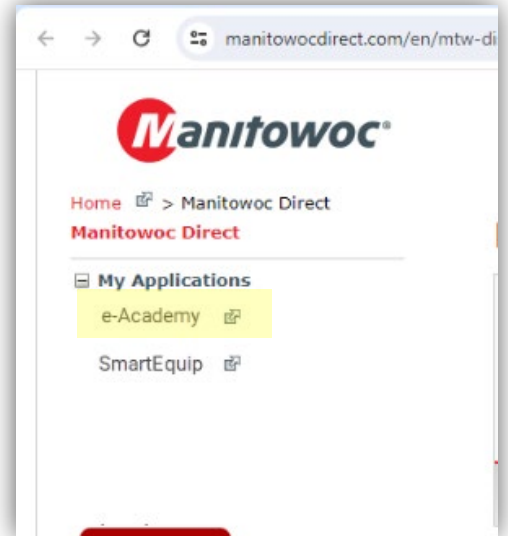 manitowocdirect.com/en/mtw-di
Manitowoc®
Home > Manitowoc Direct
Manitowoc Direct
My Applications
e-Academy
SmartEquip